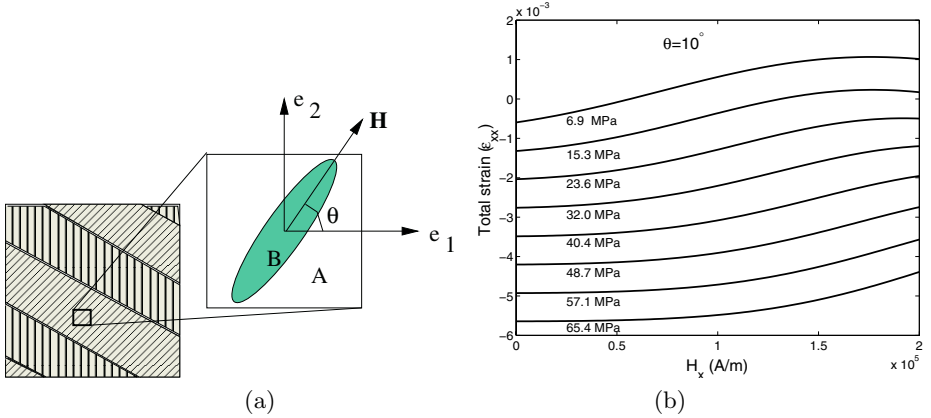 e 2
H
θ
B
e 1
A
(a)
x 10⁻³
2
1
0
−1
−2
−3
−4
−5
−6
Total strain (εxx)
θ=10°
6.9 MPa
15.3 MPa
23.6 MPa
32.0 MPa
40.4 MPa
48.7 MPa
57.1 MPa
65.4 MPa
0 0.5 1 1.5 2
x 10⁵
Hx (A/m)
(b)